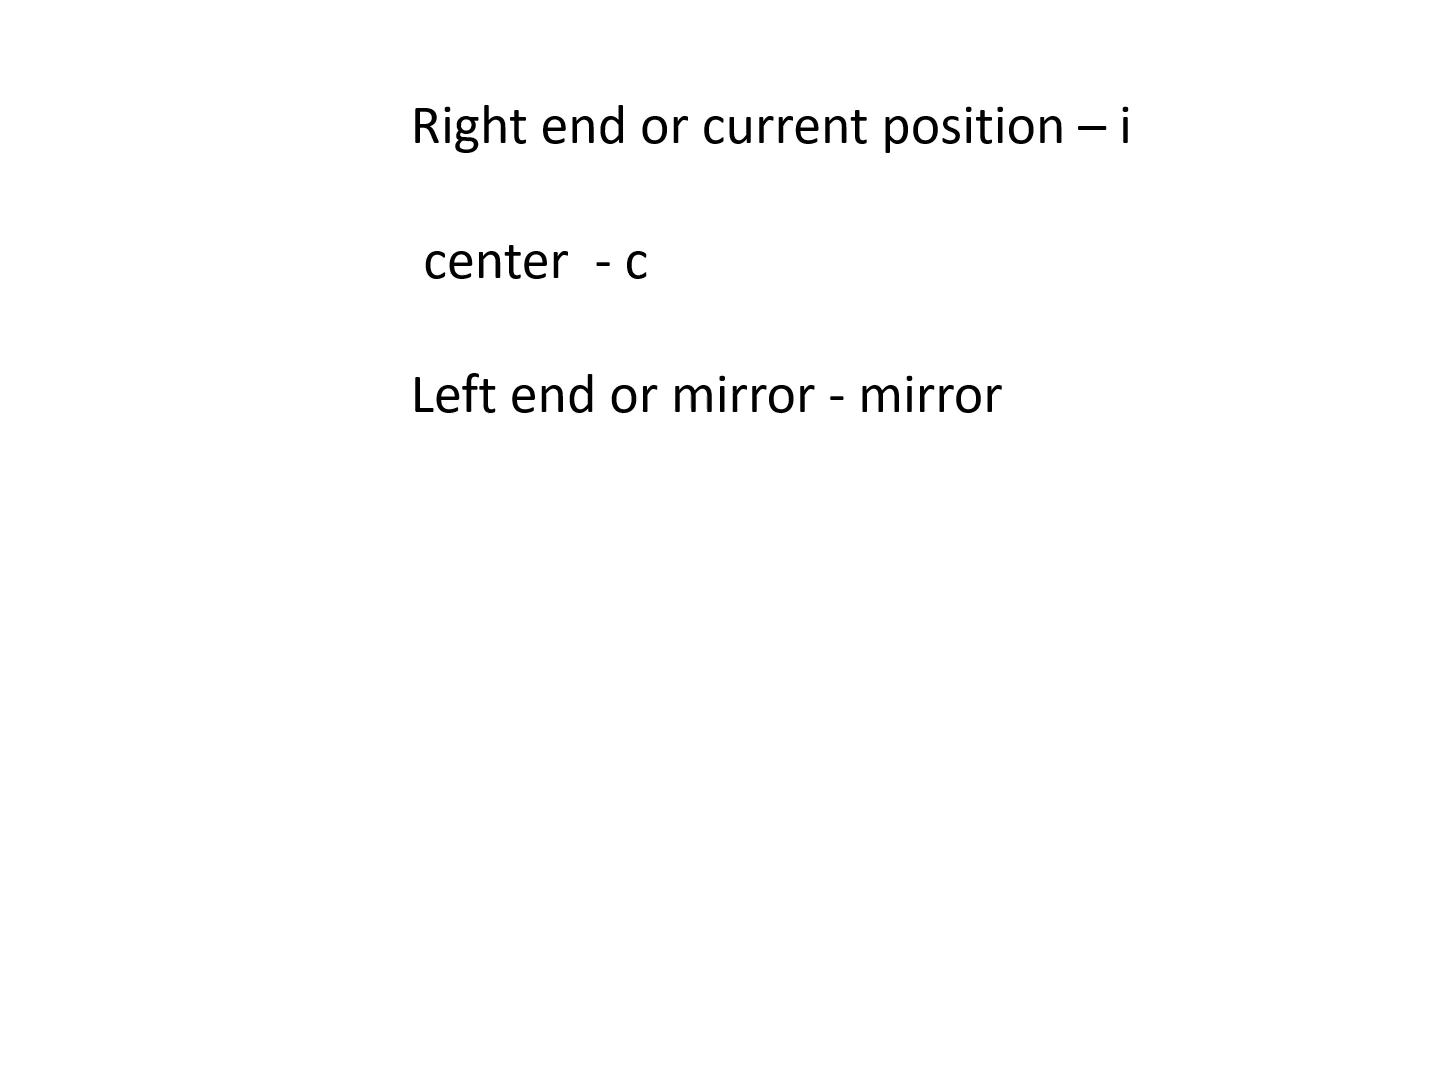 Right end or current position – i
center  - c
Left end or mirror - mirror